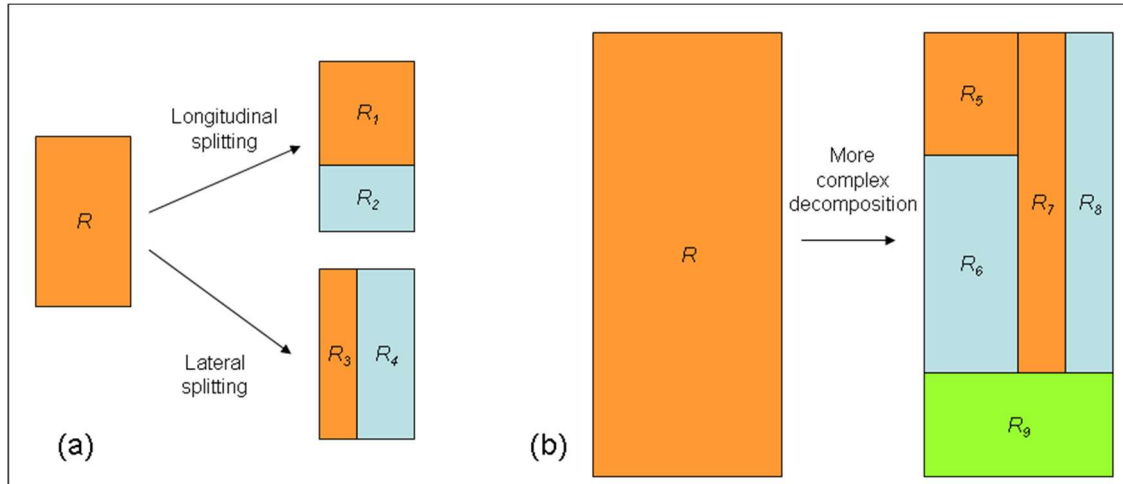 R
Longitudinal
splitting
Lateral
splitting
R₁
R₂
R₃
R₄
(a)
R
More
complex
decomposition
R₅
R₆
R₇
R₈
R₉
(b)